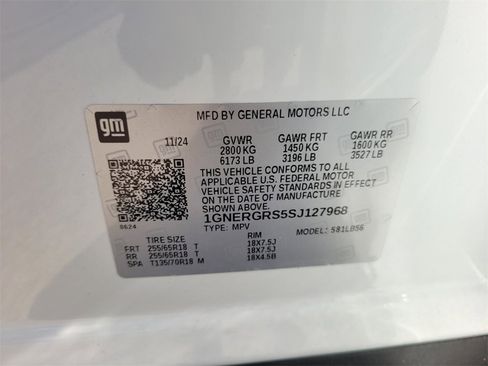 gm
MFD BY GENERAL MOTORS LLC
11/24 GVWR GAWR FRT GAWR RR
2800 KG 1450 KG 1600 KG
6173 LB 3196 LB 3527 LB
THIS VEHICLE CONFORMS TO ALL
APPLICABLE U.S. FEDERAL MOTOR
VEHICLE SAFETY STANDARDS IN EFFECT
ON THE DATE OF MANUFACTURE
SHOWN ABOVE.
8624 1GNERGRS5SJ127968
TYPE: MPV MODEL: 581LB56
TIRE SIZE RIM
FRT 255/65R18 T 18X7.5J
RR 255/65R18 T 18X7.5J
SPA T135/70R18 M 18X4.5B